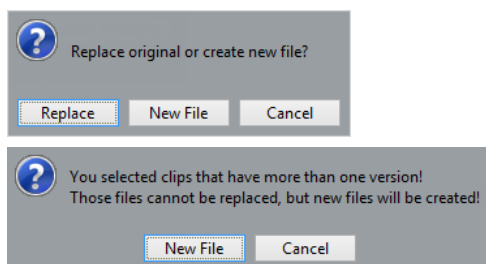 Replace original or create new file?
Replace New File Cancel
You selected clips that have more than one version!
Those files cannot be replaced, but new files will be created!
New File Cancel